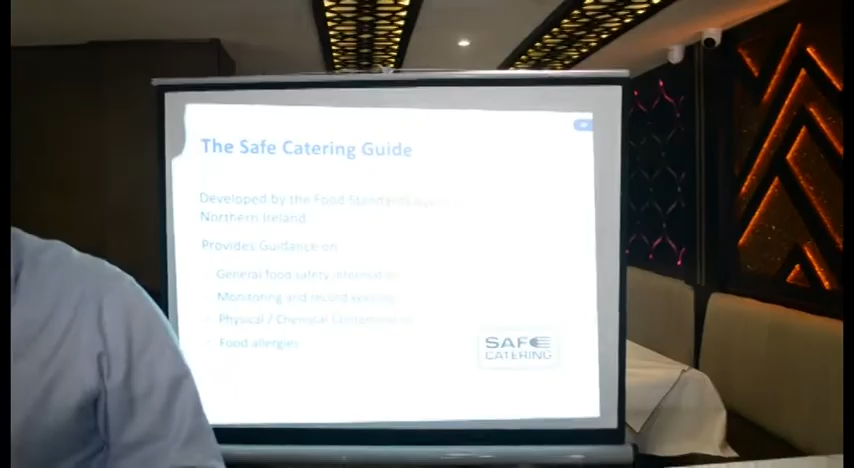 The Safe Catering Guide
Developed by the Food Standards
Northern Ireland
Provides Guidance on
General food safety
Monitoring and record keeping
Physical / Chemical
Food allergies
SAFE
CATERING